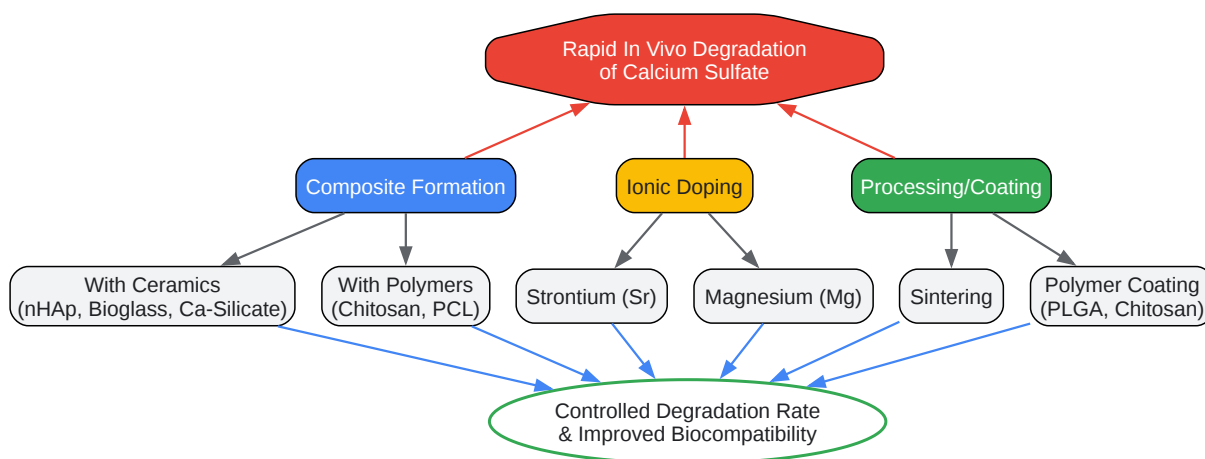 Rapid In Vivo Degradation
of Calcium Sulfate
Composite Formation
Ionic Doping
Processing/Coating
With Ceramics
(nHAp, Bioglass, Ca-Silicate)
With Polymers
(Chitosan, PCL)
Strontium (Sr)
Magnesium (Mg)
Sintering
Polymer Coating
(PLGA, Chitosan)
Controlled Degradation Rate
& Improved Biocompatibility